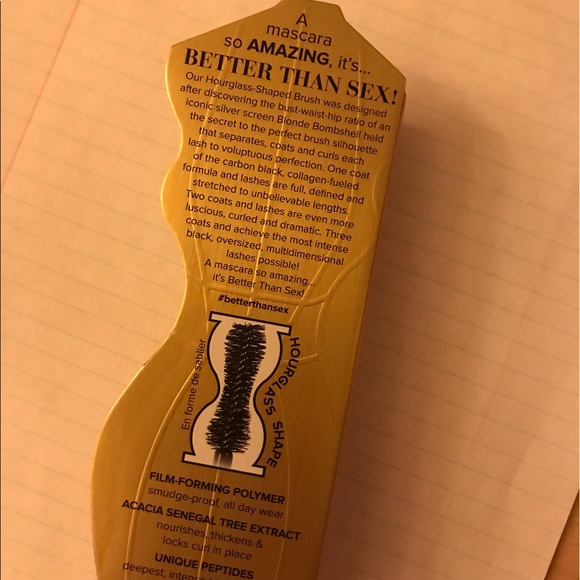 A
mascara
so AMAZING, it's...
BETTER THAN SEX!
Our Hourglass-Shaped Brush was designed
after discovering the bust-waist-hip ratio of an
iconic silver screen Blonde Bombshell held
the secret to the perfect brush silhouette
that separates, coats and curls each
lash to voluptuous perfection. One coat
of the carbon black, collagen-fueled
formula and lashes are full, defined and
stretched to unbelievable lengths.
Two coats and lashes are even more
luscious, curled and dramatic. Three
coats and achieve the most intense
black, oversized, multidimensional
lashes possible!
A mascara so amazing...
it's Better Than Sex!
#betterthansex
En forme de sablier
HOURGLASS SHAPE
FILM-FORMING POLYMER
smudge-proof, all day wear
ACACIA SENEGAL TREE EXTRACT
nourishes, thickens &
locks curl in place
UNIQUE PEPTIDES
deepest,